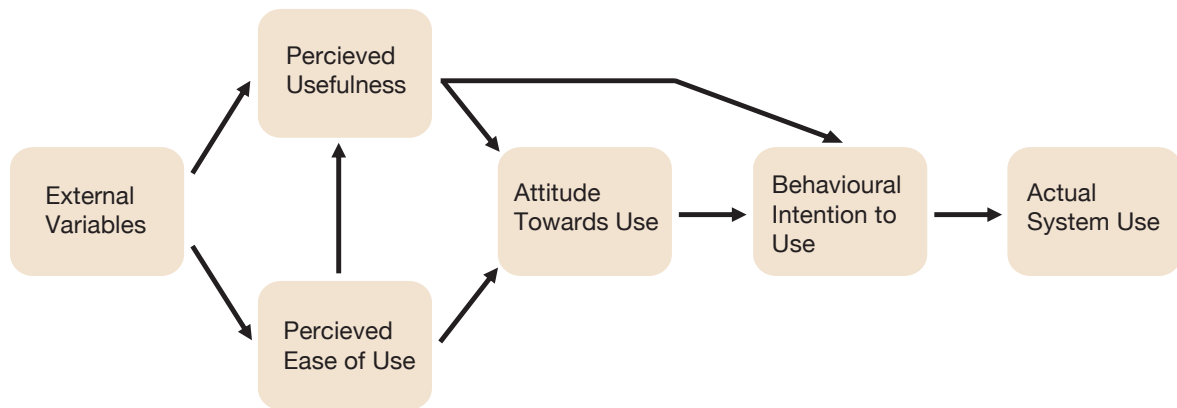 Percieved
Usefulness
External
Variables
Attitude
Towards Use
Behavioural
Intention to
Use
Actual
System Use
Percieved
Ease of Use